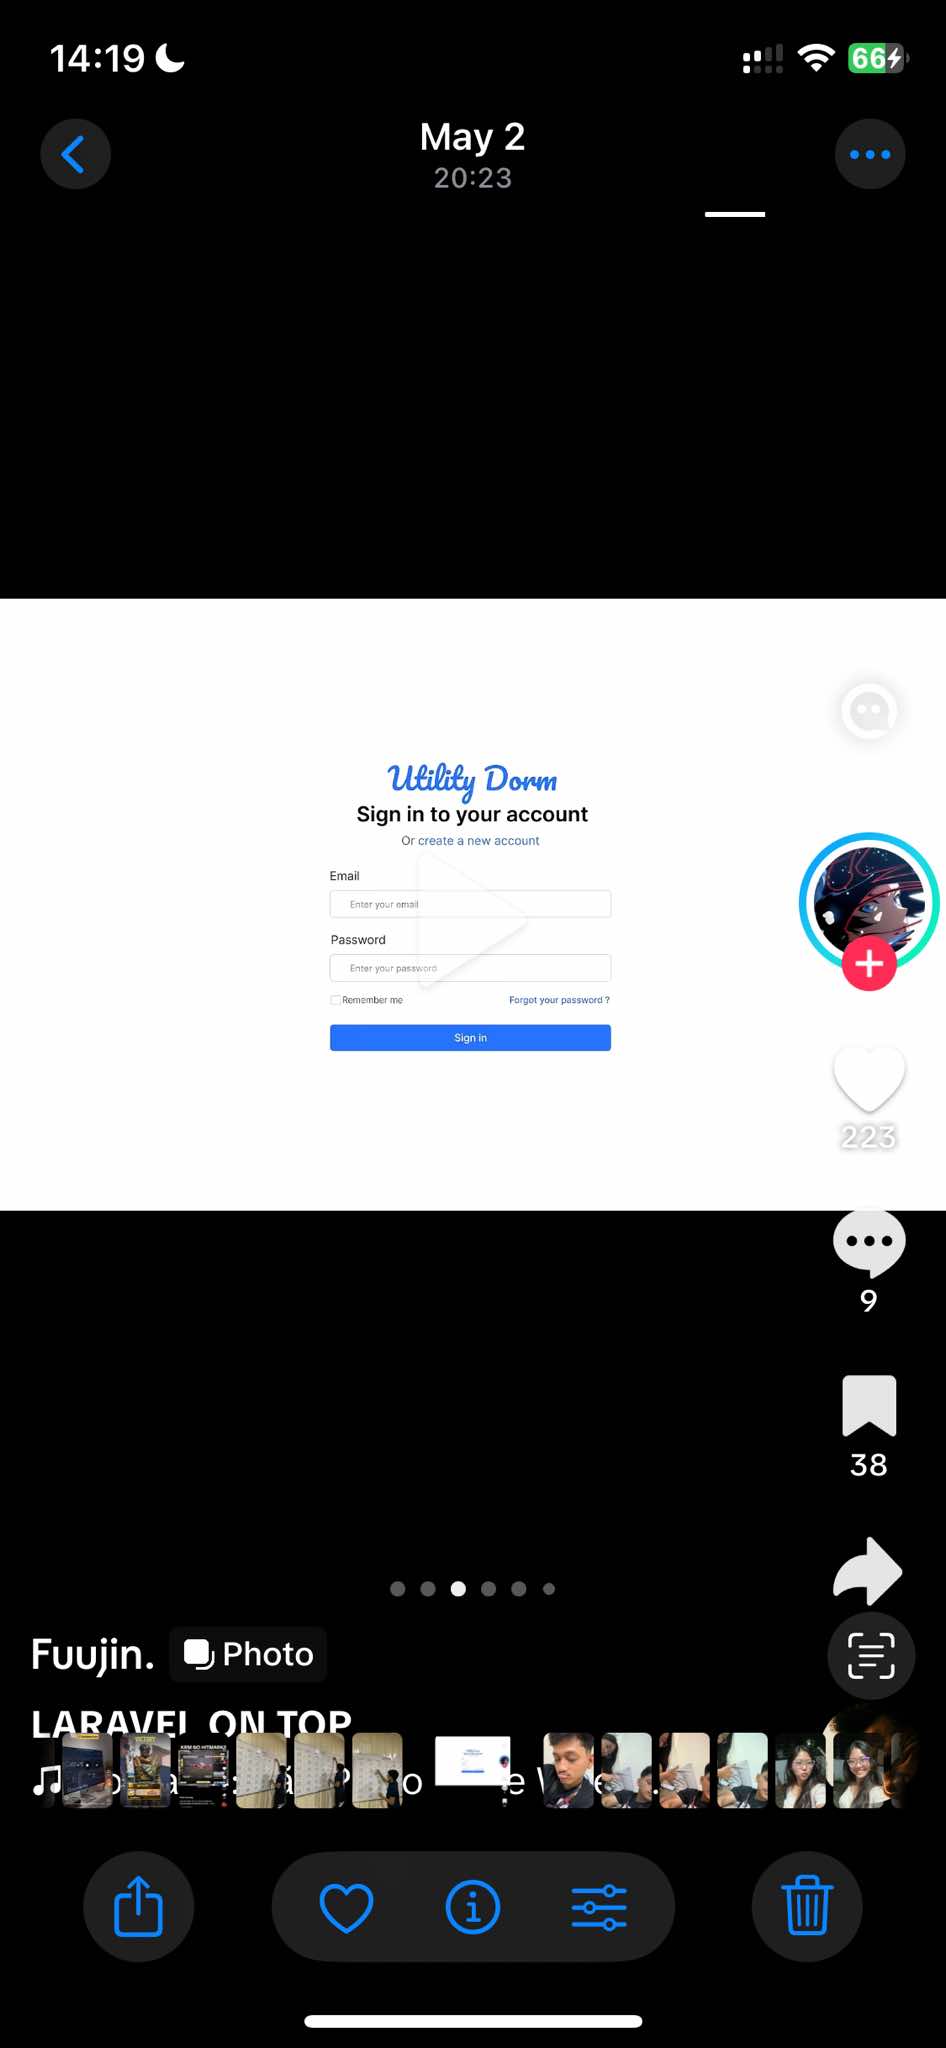 14:19
66
May 2
20:23
Utility Dorm
Sign in to your account
Or create a new account
Email
Enter your email
Password
Enter your password
Remember me
Forgot your password ?
Sign in
223
9
38
Fuujin.
Photo
LARAVEL ON TOP